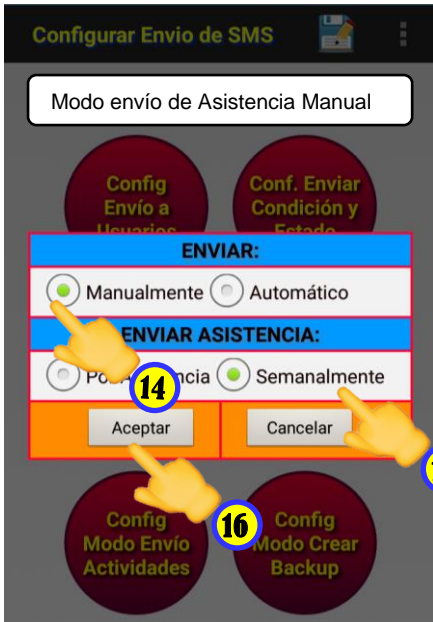 Configurar Envio de SMS
Modo envío de Asistencia Manual
Config
Envío a
Usuarios
Conf. Enviar
Condición y
Estado
ENVIAR:
Manualmente
Automático
ENVIAR ASISTENCIA:
Semanalmente
14
Aceptar
Cancelar
16
Config
Modo Envío
Actividades
Config
Modo Crear
Backup